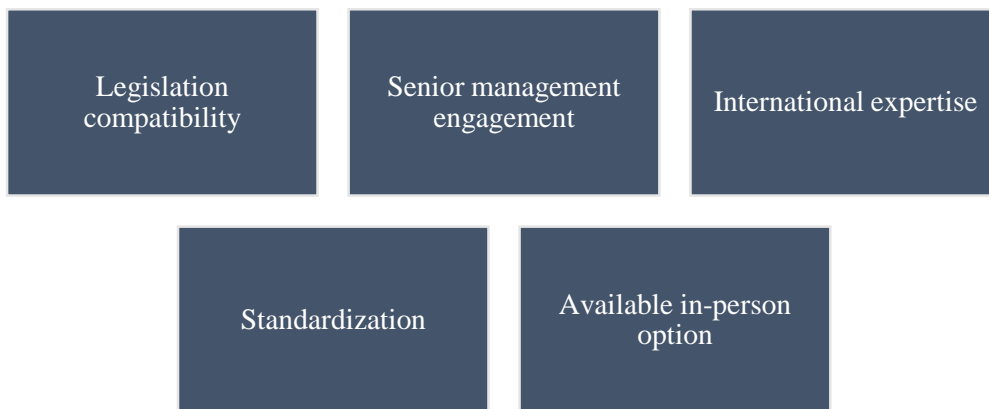 Legislation
compatibility
Senior management
engagement
International expertise
Standardization
Available in-person
option